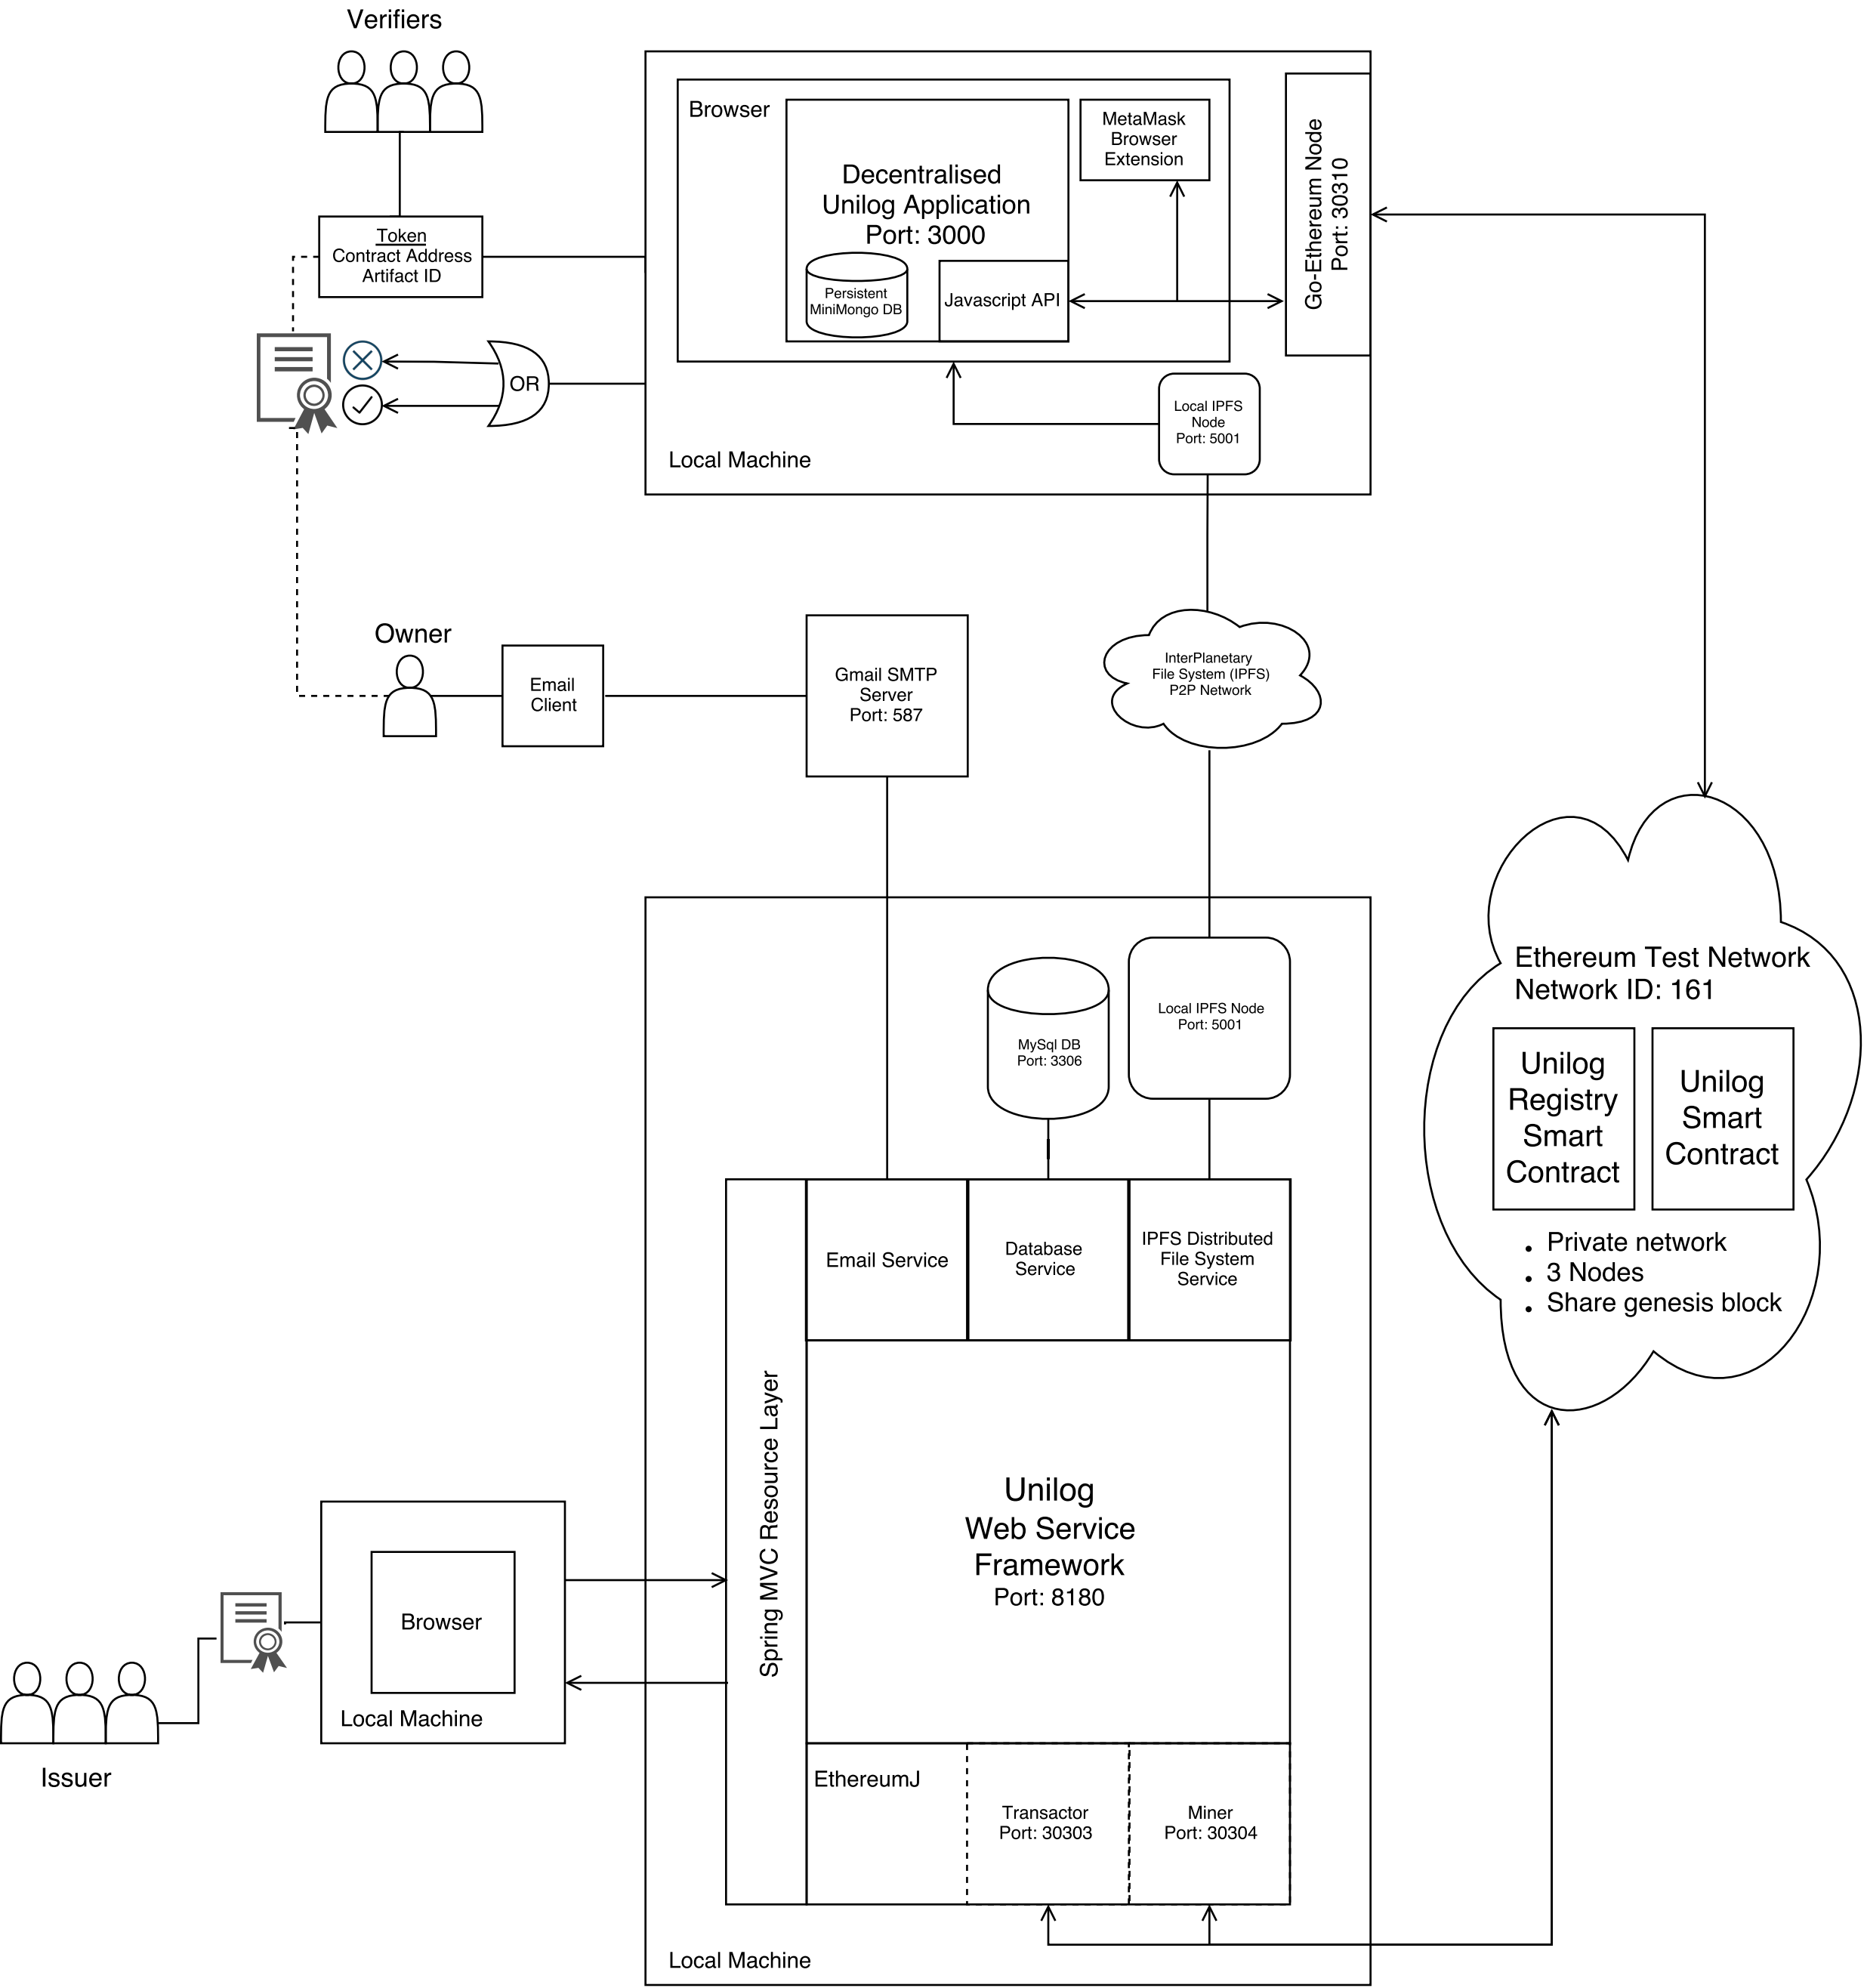 Verifiers
Browser
Decentralised
Unilog Application
Port: 3000
MetaMask
Browser
Extension
Go-Ethereum Node
Port: 30310
Token
Contract Address
Artifact ID
Persistent
MiniMongo DB
Javascript API
OR
Local IPFS
Node
Port: 5001
Local Machine
Owner
Email
Client
Gmail SMTP
Server
Port: 587
InterPlanetary
File System (IPFS)
P2P Network
Ethereum Test Network
Network ID: 161
Unilog
Registry
Smart
Contract
Unilog
Smart
Contract
• Private network
• 3 Nodes
• Share genesis block
MySql DB
Port: 3306
Local IPFS Node
Port: 5001
Email Service
Database
Service
IPFS Distributed
File System
Service
Spring MVC Resource Layer
Unilog
Web Service
Framework
Port: 8180
Browser
Local Machine
Issuer
EthereumJ
Transactor
Port: 30303
Miner
Port: 30304
Local Machine